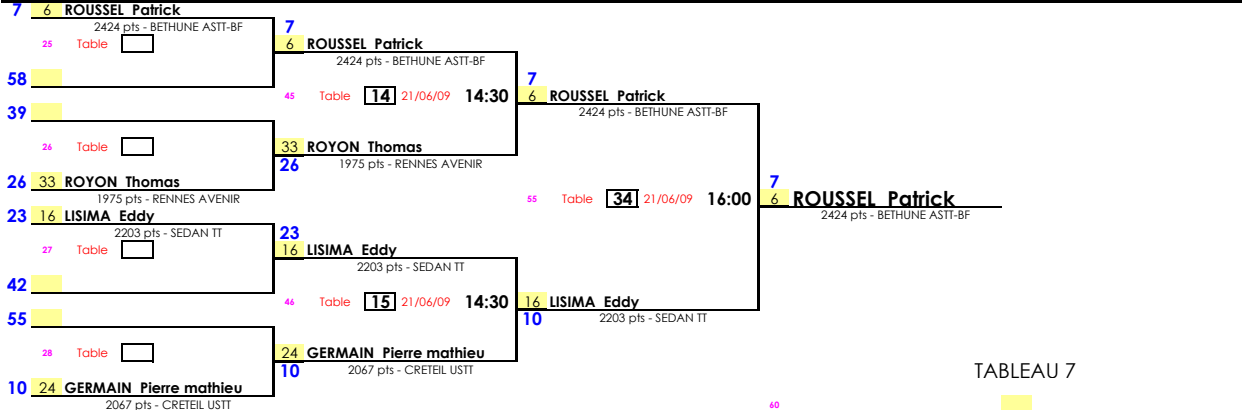 7 6 ROUSSEL Patrick
2424 pts - BETHUNE ASTT-BF
25 Table
58
39
26 Table
26 33 ROYON Thomas
1975 pts - RENNES AVENIR
23 16 LISIMA Eddy
2203 pts - SEDAN TT
27 Table
42
55
28 Table
10 24 GERMAIN Pierre mathieu
2067 pts - CRETEIL USTT
7
6 ROUSSEL Patrick
2424 pts - BETHUNE ASTT-BF
45 Table 14 21/06/09 14:30
33 ROYON Thomas
26 1975 pts - RENNES AVENIR
23
16 LISIMA Eddy
2203 pts - SEDAN TT
46 Table 15 21/06/09 14:30
24 GERMAIN Pierre mathieu
10 2067 pts - CRETEIL USTT
7
6 ROUSSEL Patrick
2424 pts - BETHUNE ASTT-BF
55 Table 34 21/06/09 16:00
16 LISIMA Eddy
10 2203 pts - SEDAN TT
7
6 ROUSSEL Patrick
2424 pts - BETHUNE ASTT-BF
TABLEAU 7
60